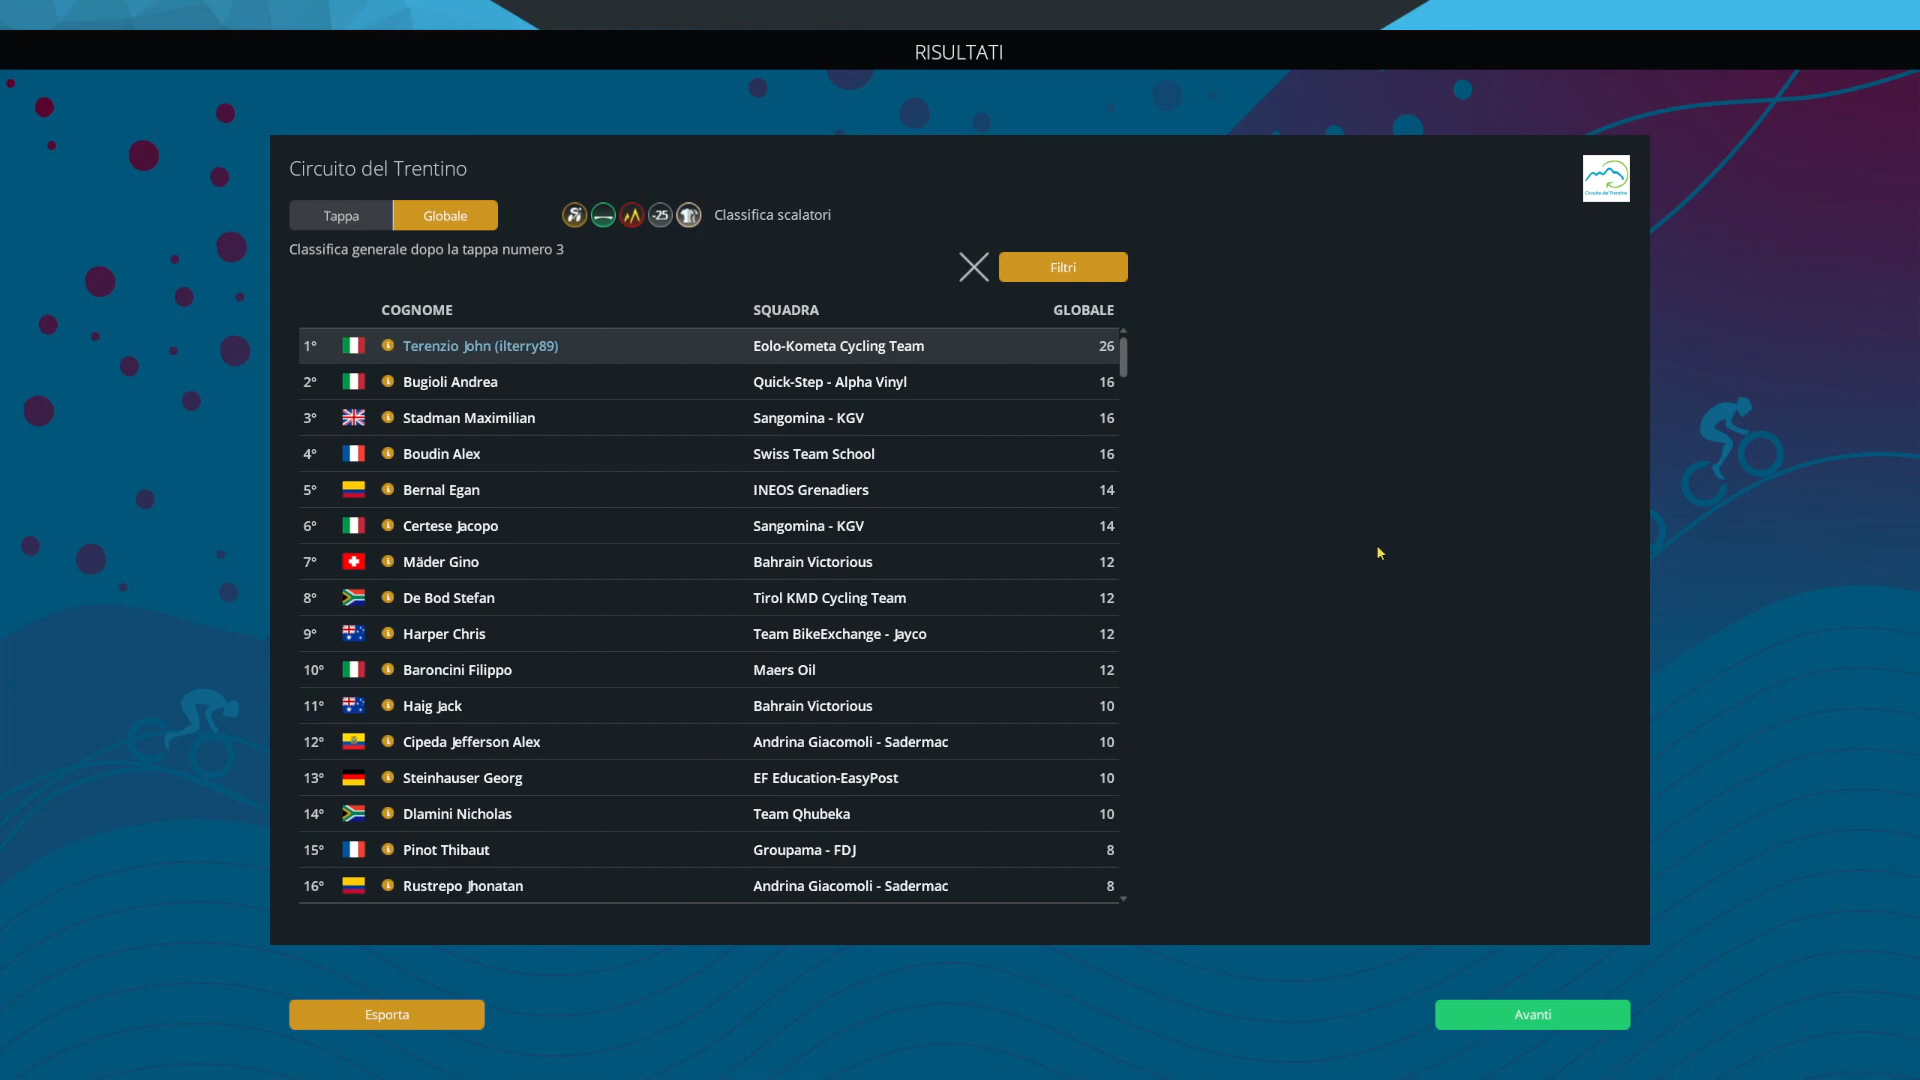 RISULTATI
Circuito del Trentino
Circuito del Trentino
Tappa Globale -25 Classifica scalatori
Classifica generale dopo la tappa numero 3
Filtri
COGNOME SQUADRA GLOBALE
1° Terenzio John (ilterry89) Eolo-Kometa Cycling Team 26
2° Bugioli Andrea Quick-Step - Alpha Vinyl 16
3° Stadman Maximilian Sangomina - KGV 16
4° Boudin Alex Swiss Team School 16
5° Bernal Egan INEOS Grenadiers 14
6° Certese Jacopo Sangomina - KGV 14
7° Mäder Gino Bahrain Victorious 12
8° De Bod Stefan Tirol KMD Cycling Team 12
9° Harper Chris Team BikeExchange - Jayco 12
10° Baroncini Filippo Maers Oil 12
11° Haig Jack Bahrain Victorious 10
12° Cipeda Jefferson Alex Andrina Giacomoli - Sadermac 10
13° Steinhauser Georg EF Education-EasyPost 10
14° Dlamini Nicholas Team Qhubeka 10
15° Pinot Thibaut Groupama - FDJ 8
16° Rustrepo Jhonatan Andrina Giacomoli - Sadermac 8
Esporta
Avanti